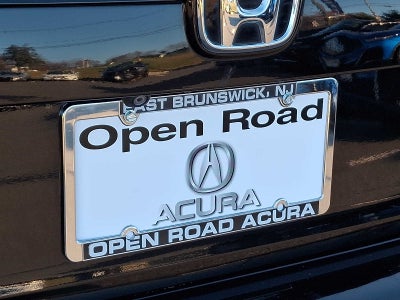 EAST BRUNSWICK, NJ
Open Road
ACURA
OPEN ROAD ACURA